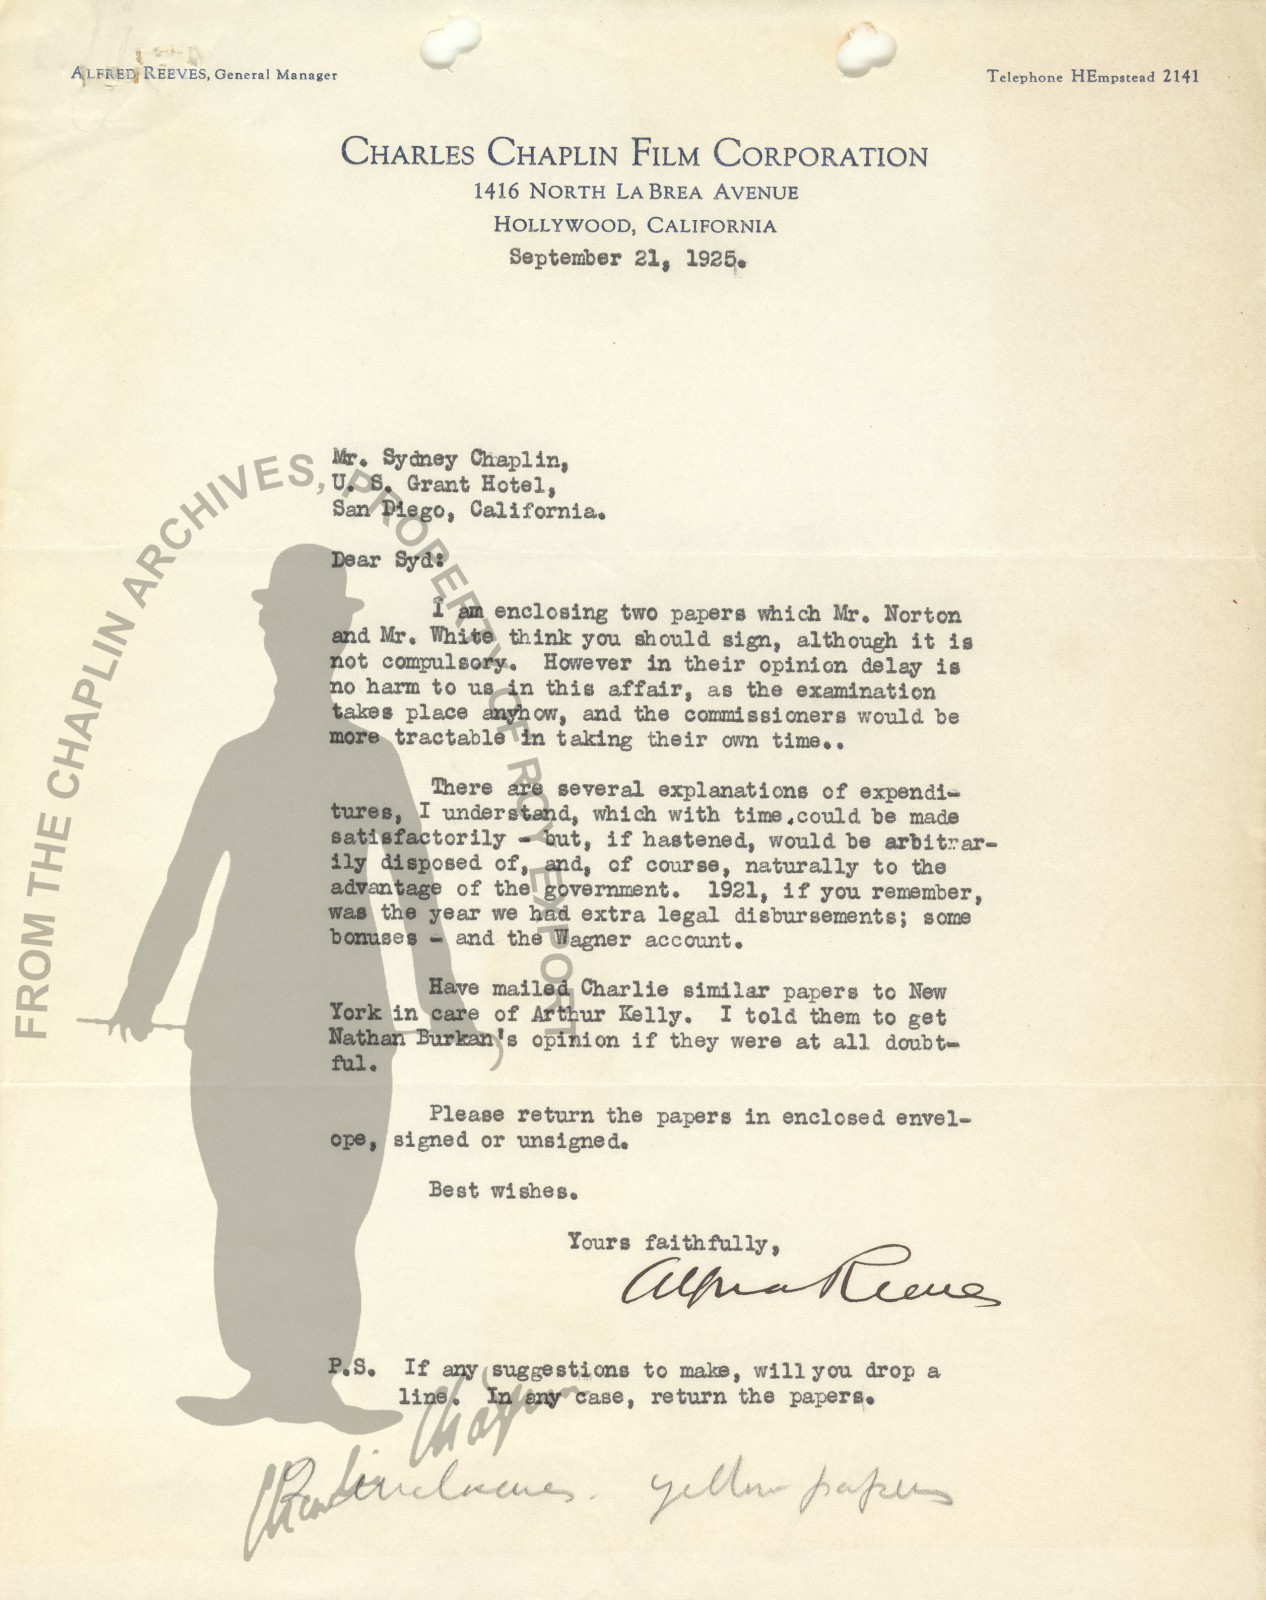 ALFRED REEVES, General Manager
Telephone HEmpstead 2141
CHARLES CHAPLIN FILM CORPORATION
1416 NORTH LA BREA AVENUE
HOLLYWOOD, CALIFORNIA
September 21, 1925.
Mr. Sydney Chaplin,
U. S. Grant Hotel,
San Diego, California.
Dear Syd:
I am enclosing two papers which Mr. Norton
and Mr. White think you should sign, although it is
not compulsory. However in their opinion delay is
no harm to us in this affair, as the examination
takes place anyhow, and the commissioners would be
more tractable in taking their own time..
There are several explanations of expendi-
tures, I understand, which with time.could be made
satisfactorily - but, if hastened, would be arbitrar-
ily disposed of, and, of course, naturally to the
advantage of the government. 1921, if you remember,
was the year we had extra legal disbursements; some
bonuses - and the Wagner account.
Have mailed Charlie similar papers to New
York in care of Arthur Kelly. I told them to get
Nathan Burkan's opinion if they were at all doubt-
ful.
Please return the papers in enclosed envel-
ope, signed or unsigned.
Best wishes.
Yours faithfully,
Alfred Reeves
P.S. If any suggestions to make, will you drop a
line. In any case, return the papers.
yellow papers
FROM THE CHAPLIN ARCHIVES, PROPERTY OF ROY EXPORT
Charlie Chaplin